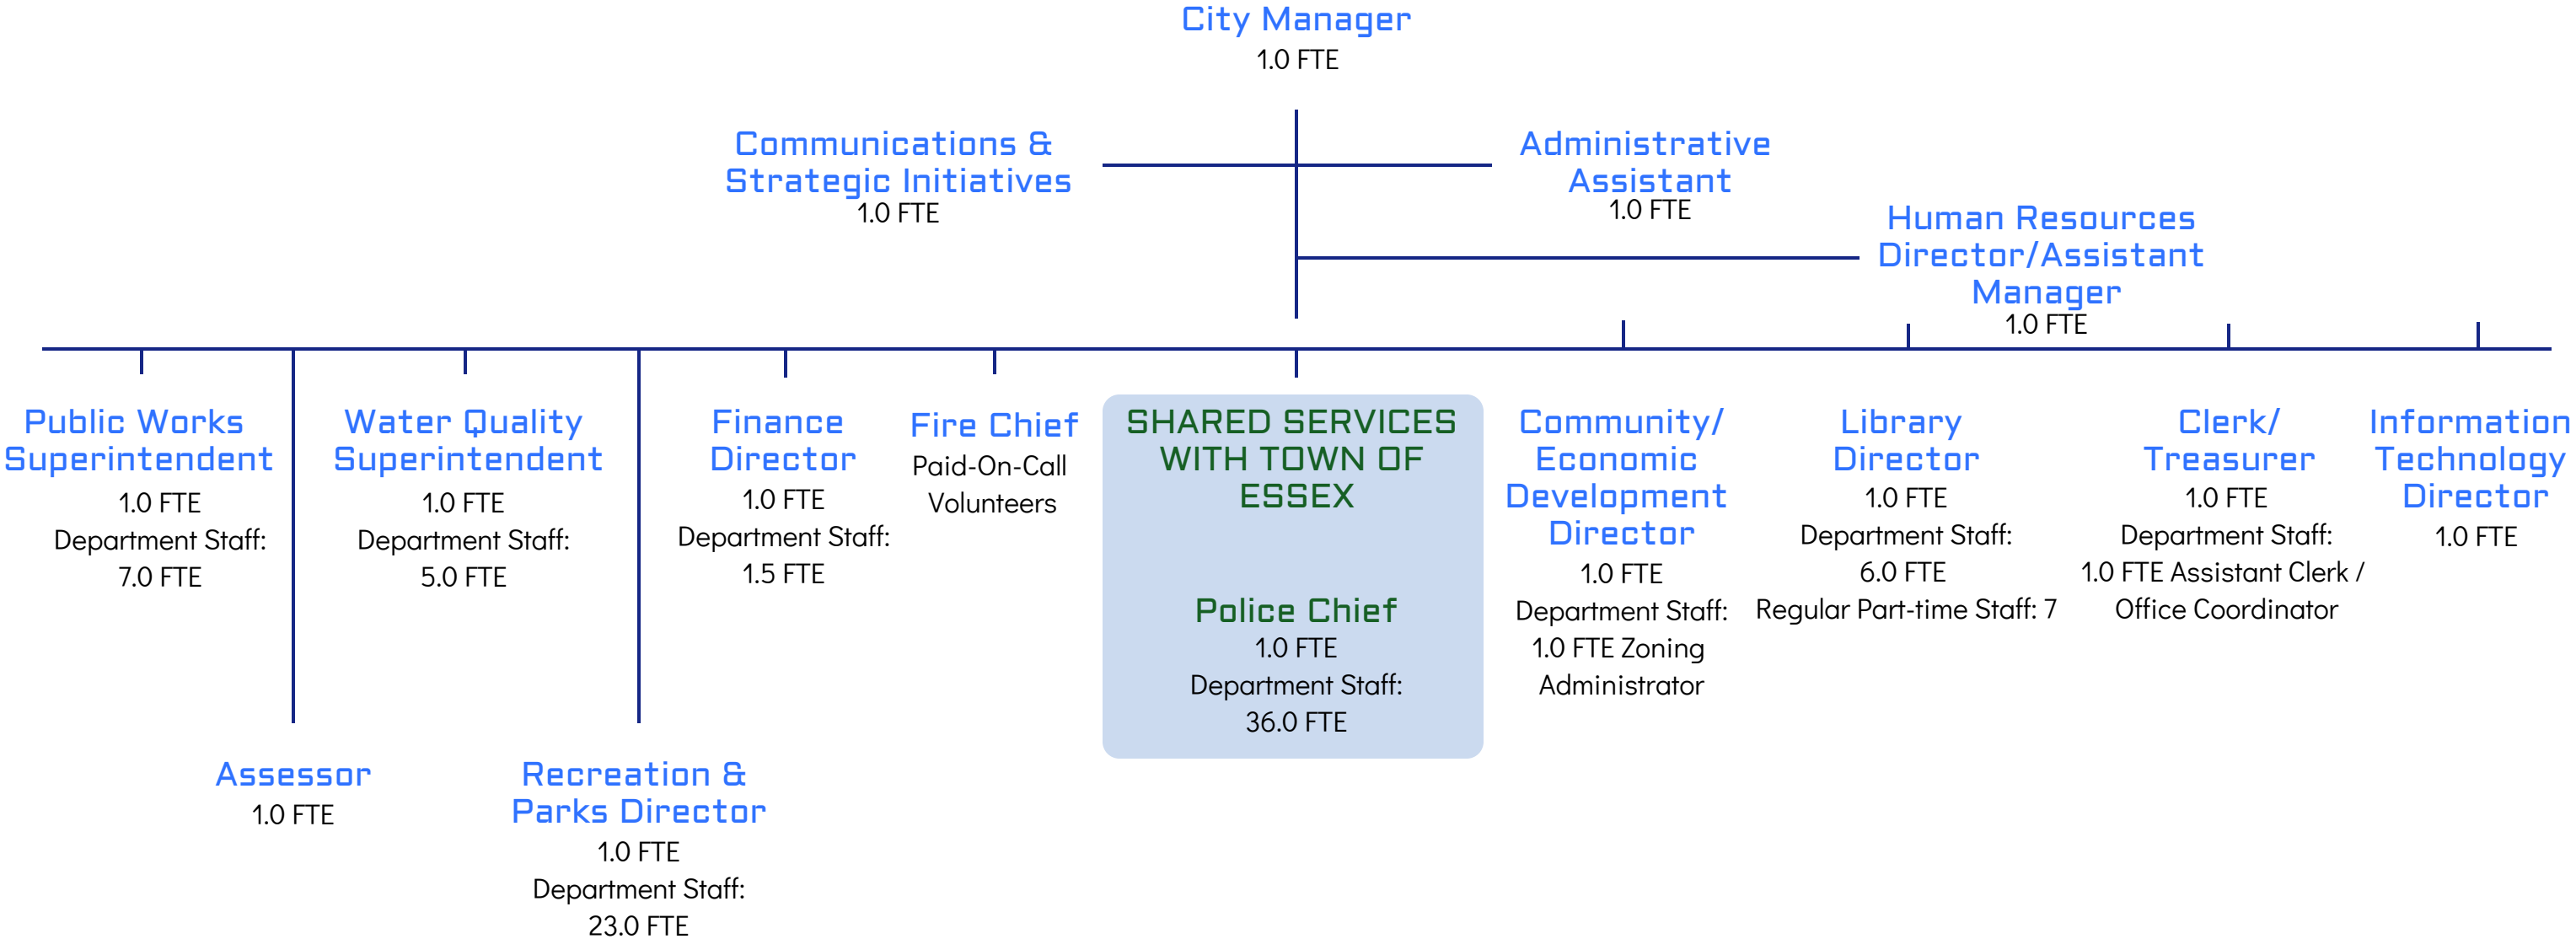 City Manager
1.0 FTE
Communications &
Strategic Initiatives
1.0 FTE
Administrative
Assistant
1.0 FTE
Human Resources
Director/Assistant
Manager
1.0 FTE
Public Works
Superintendent
1.0 FTE
Department Staff:
7.0 FTE
Assessor
1.0 FTE
Water Quality
Superintendent
1.0 FTE
Department Staff:
5.0 FTE
Recreation &
Parks Director
1.0 FTE
Department Staff:
23.0 FTE
Finance
Director
1.0 FTE
Department Staff:
1.5 FTE
Fire Chief
Paid-On-Call
Volunteers
SHARED SERVICES
WITH TOWN OF
ESSEX
Police Chief
1.0 FTE
Department Staff:
36.0 FTE
Community/
Economic
Development
Director
1.0 FTE
Department Staff:
1.0 FTE Zoning
Administrator
Library
Director
1.0 FTE
Department Staff:
6.0 FTE
Regular Part-time Staff: 7
Clerk/
Treasurer
1.0 FTE
Department Staff:
1.0 FTE Assistant Clerk /
Office Coordinator
Information
Technology
Director
1.0 FTE